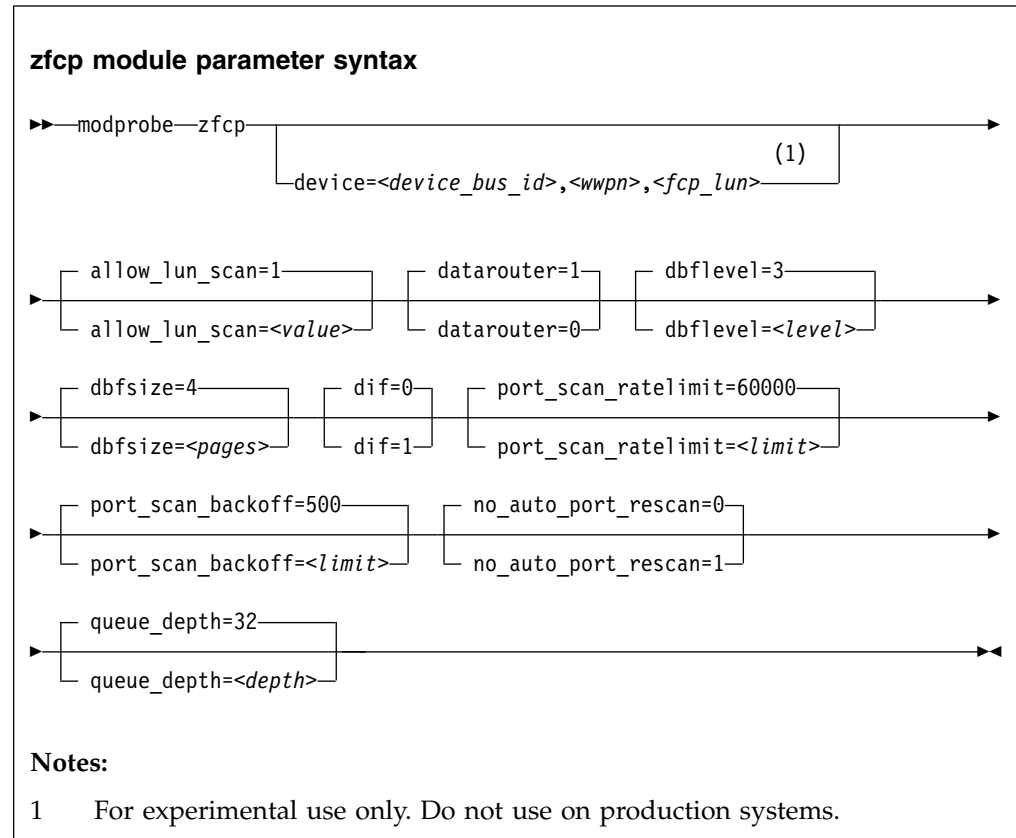 zfcp module parameter syntax
modprobe zfcp
(1)
device=<device_bus_id>,<wwpn>,<fcp_lun>
allow_lun_scan=1 datarouter=1 dbflevel=3
allow_lun_scan=<value> datarouter=0 dbflevel=<level>
dbfsize=4 dif=0 port_scan_ratelimit=60000
dbfsize=<pages> dif=1 port_scan_ratelimit=<limit>
port_scan_backoff=500 no_auto_port_rescan=0
port_scan_backoff=<limit> no_auto_port_rescan=1
queue_depth=32
queue_depth=<depth>
Notes:
1 For experimental use only. Do not use on production systems.